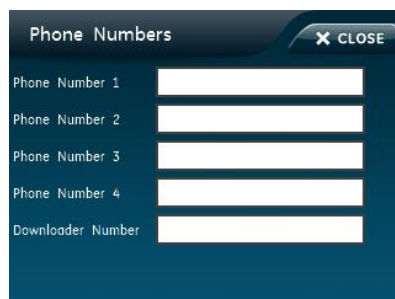 Phone Numbers
X CLOSE
Phone Number 1
Phone Number 2
Phone Number 3
Phone Number 4
Downloader Number